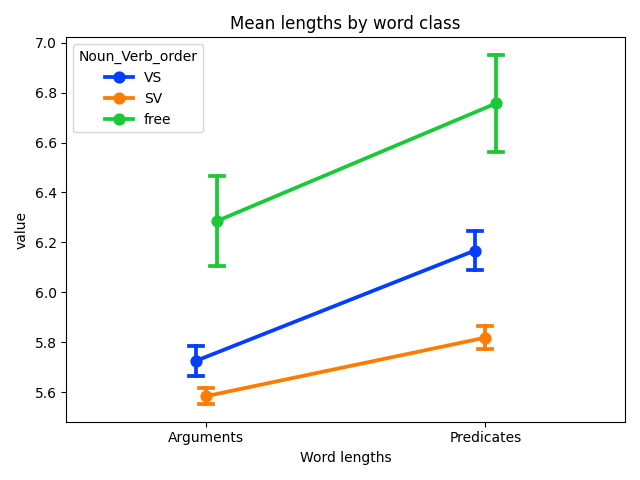 Mean lengths by word class
Noun_Verb_order
VS
SV
free
value
7.0
6.8
6.6
6.4
6.2
6.0
5.8
5.6
Arguments
Predicates
Word lengths